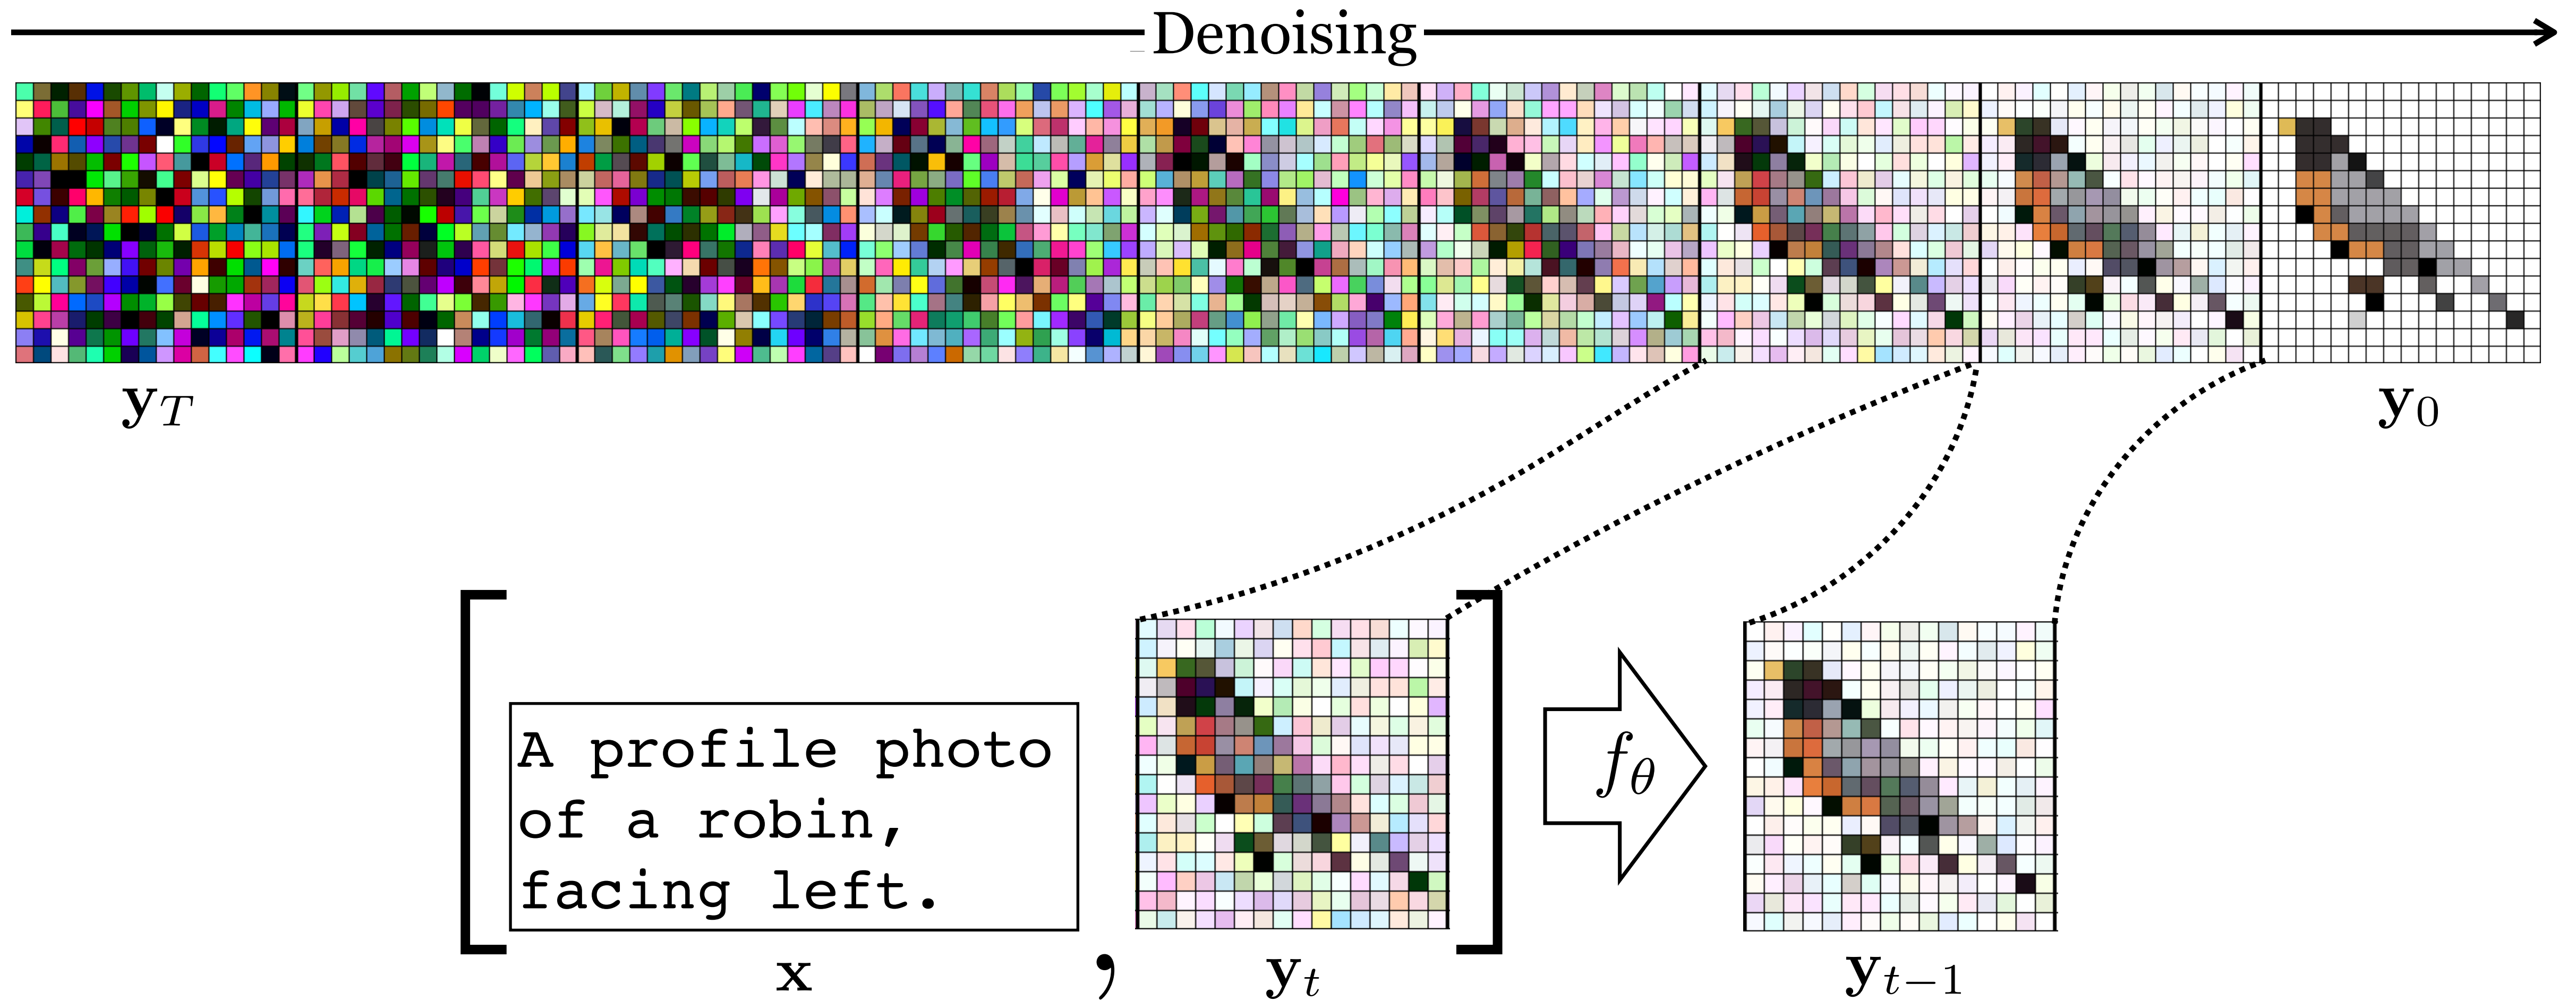 Denoising
y_T
y_0
A profile photo
of a robin,
facing left.
x
,
y_t
f_θ
y_{t−1}